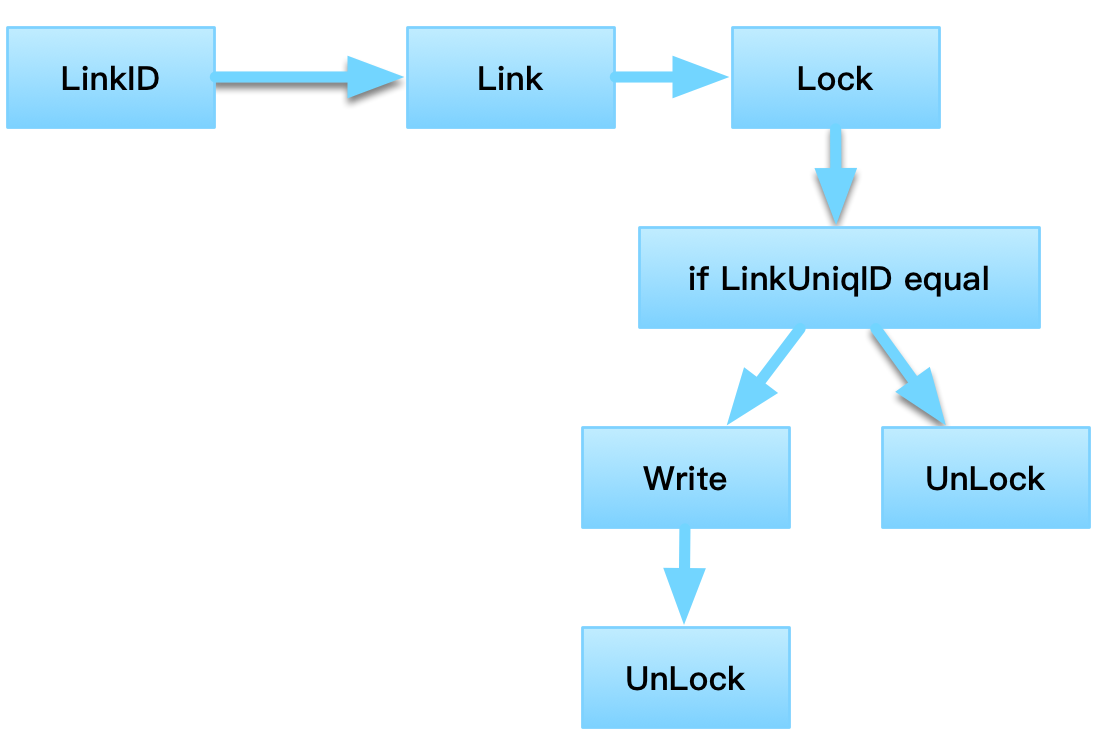 LinkID
Link
Lock
if LinkUniqID equal
Write
UnLock
UnLock